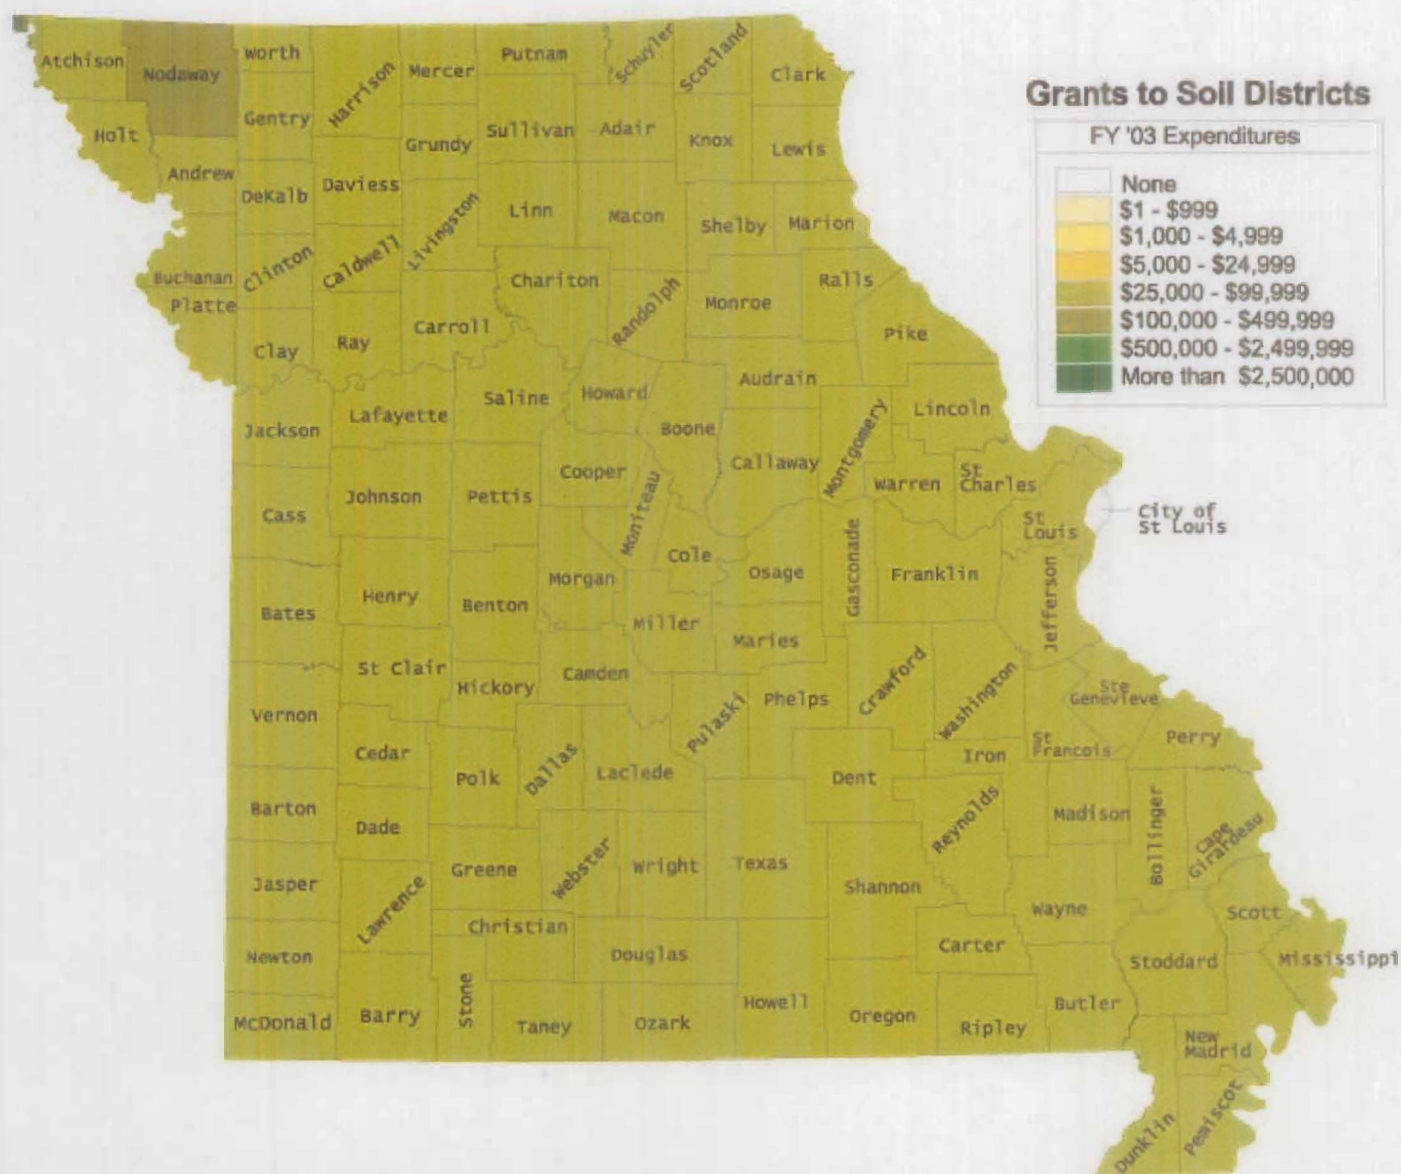 Grants to Soil Districts
FY '03 Expenditures
None
$1 - $999
$1,000 - $4,999
$5,000 - $24,999
$25,000 - $99,999
$100,000 - $499,999
$500,000 - $2,499,999
More than $2,500,000
Atchison
Nodaway
Worth
Harrison
Mercer
Putnam
Schuyler
Scotland
Clark
Holt
Gentry
Grundy
Sullivan
Adair
Knox
Lewis
Andrew
DeKalb
Daviess
Livingston
Linn
Macon
Shelby
Marion
Buchanan
Clinton
Caldwell
Chariton
Randolph
Monroe
Ralls
Platte
Clay
Ray
Carroll
Pike
Saline
Howard
Audrain
Jackson
Lafayette
Boone
Lincoln
Callaway
Montgomery
Cooper
Moniteau
Warren
St
Charles
Cass
Johnson
Pettis
City of
St Louis
St
Louis
Cole
Osage
Gasconade
Franklin
Jefferson
Bates
Henry
Benton
Morgan
Miller
Maries
St Clair
Hickory
Camden
Pulaski
Phelps
Crawford
Washington
Ste
Genevieve
Vernon
Cedar
Polk
Dallas
Laclede
Dent
Iron
St
Francois
Perry
Barton
Dade
Reynolds
Madison
Bollinger
Cape
Girardeau
Jasper
Lawrence
Greene
Webster
Wright
Texas
Shannon
Wayne
Scott
Newton
Christian
Douglas
Carter
Stoddard
Mississippi
McDonald
Barry
Stone
Taney
Ozark
Howell
Oregon
Ripley
Butler
New
Madrid
Dunklin
Pemiscot